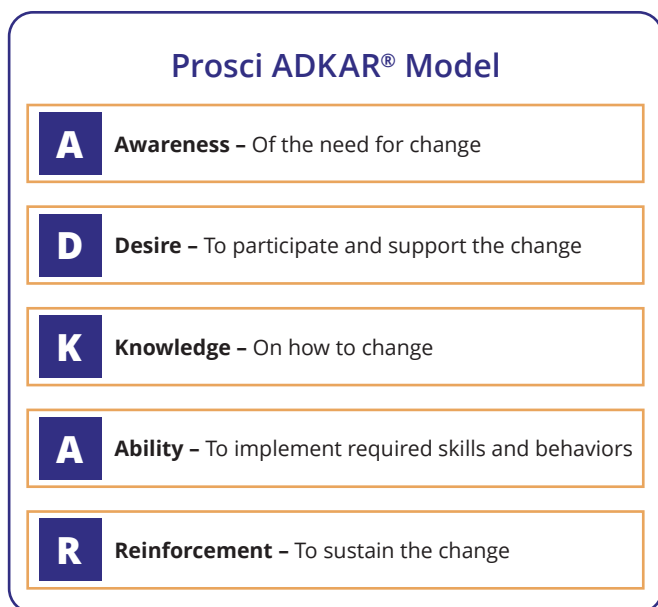 Prosci ADKAR® Model
A Awareness – Of the need for change
D Desire – To participate and support the change
K Knowledge – On how to change
A Ability – To implement required skills and behaviors
R Reinforcement – To sustain the change